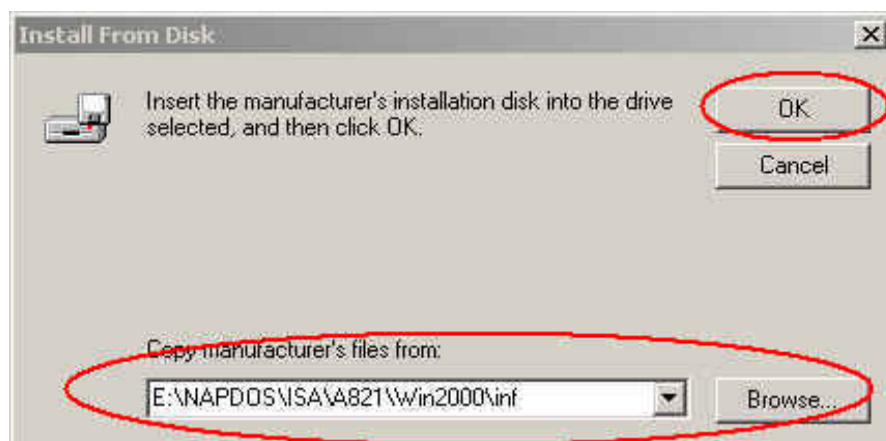 Install From Disk
Insert the manufacturer's installation disk into the drive
selected, and then click OK.
OK
Cancel
Copy manufacturer's files from:
E:\NAPDOS\ISA\A821\Win2000\inf
Browse...